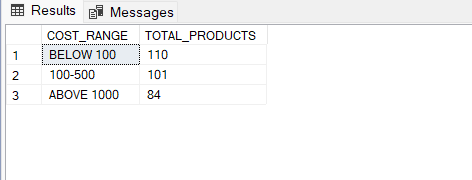 Results Messages
COST_RANGE TOTAL_PRODUCTS
1 BELOW 100 110
2 100-500 101
3 ABOVE 1000 84